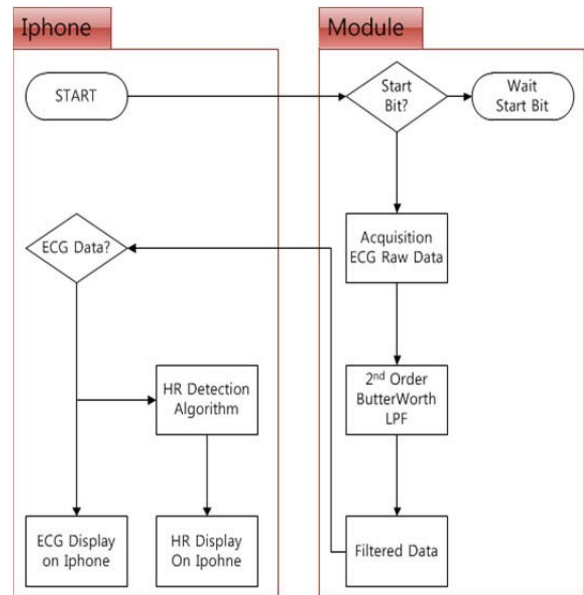 Iphone
Module
START
Start
Bit?
Wait
Start Bit
ECG Data?
Acquisition
ECG Raw Data
HR Detection
Algorithm
2nd Order
ButterWorth
LPF
ECG Display
on Iphone
HR Display
On Ipohne
Filtered Data